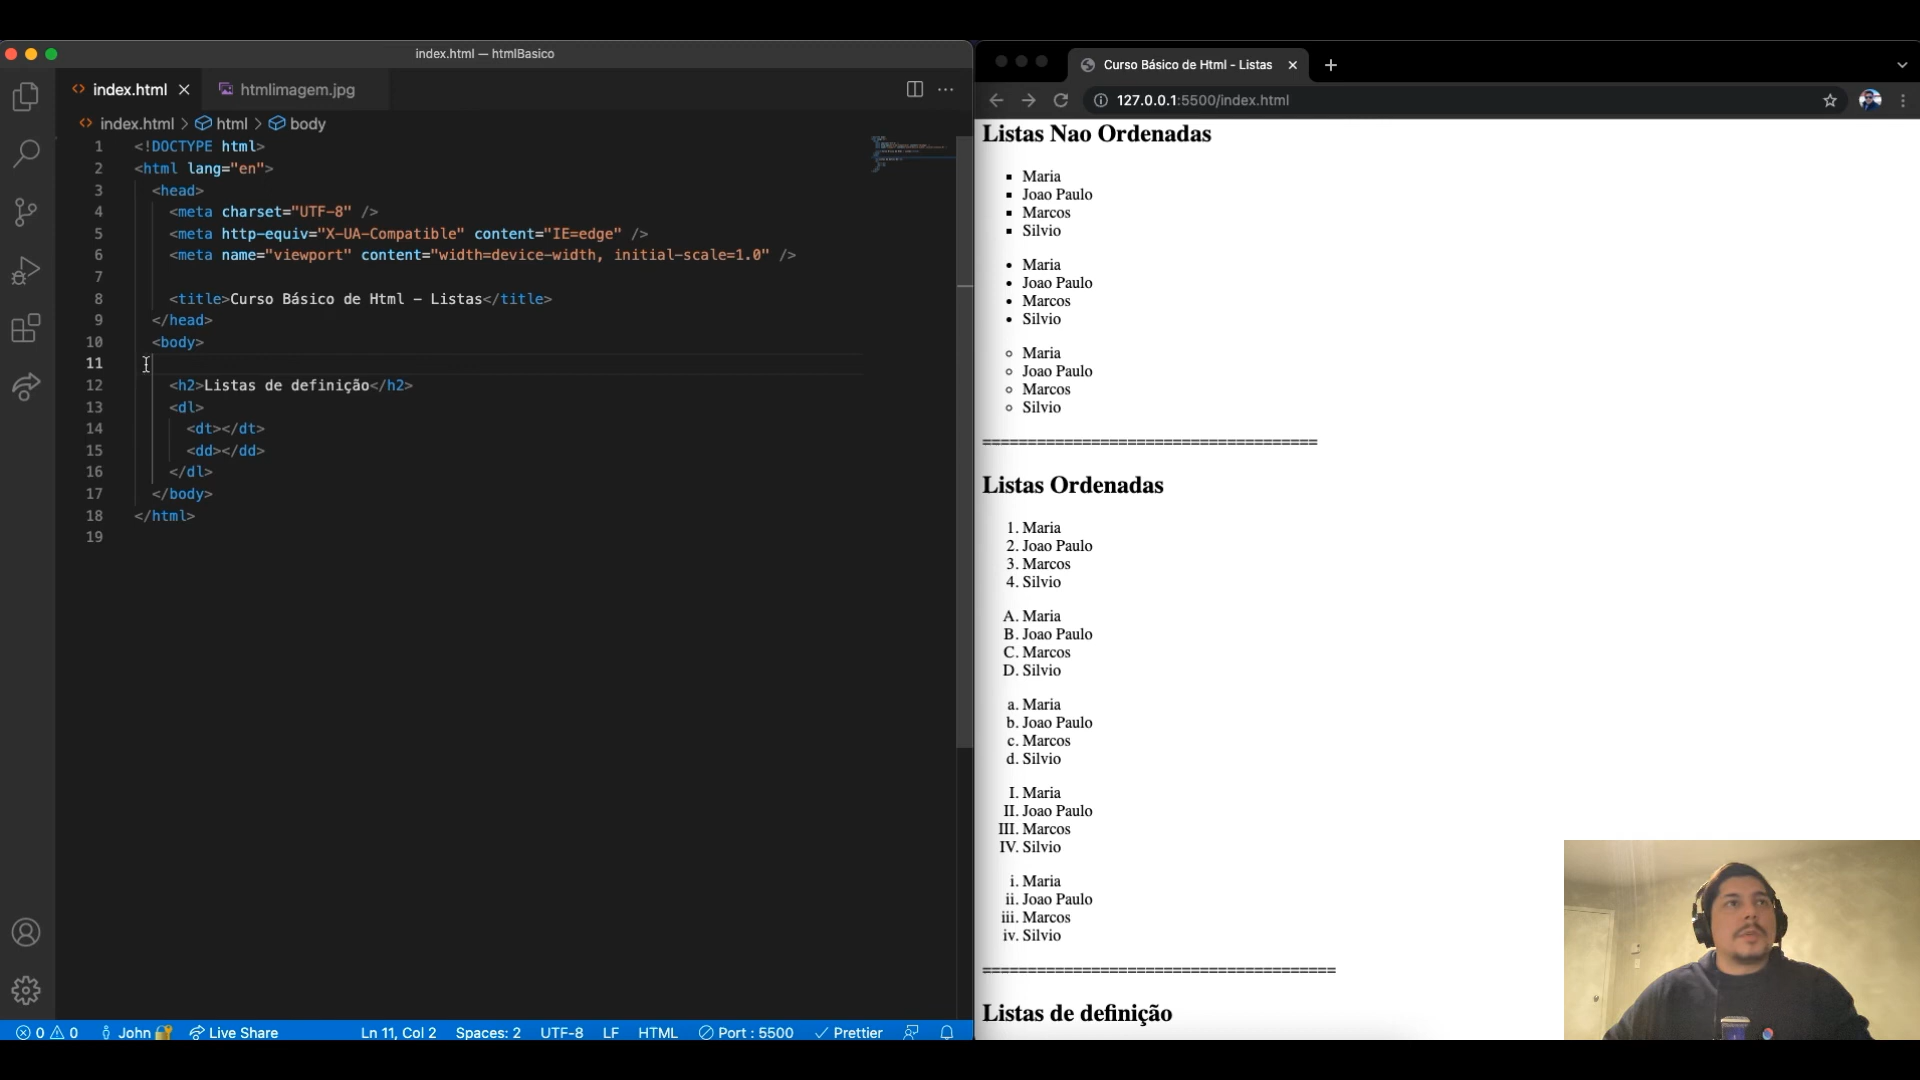 index.html — htmlBasico
index.html
htmlimagem.jpg
index.html > html > body
1 <!DOCTYPE html>
2 <html lang="en">
3 <head>
4 <meta charset="UTF-8" />
5 <meta http-equiv="X-UA-Compatible" content="IE=edge" />
6 <meta name="viewport" content="width=device-width, initial-scale=1.0" />
7
8 <title>Curso Básico de Html - Listas</title>
9 </head>
10 <body>
11
12 <h2>Listas de definição</h2>
13 <dl>
14 <dt></dt>
15 <dd></dd>
16 </dl>
17 </body>
18 </html>
19
0 0 John Live Share Ln 11, Col 2 Spaces: 2 UTF-8 LF HTML Port : 5500 Prettier
Curso Básico de Html - Listas
127.0.0.1:5500/index.html
Listas Nao Ordenadas
Maria
Joao Paulo
Marcos
Silvio
Maria
Joao Paulo
Marcos
Silvio
Maria
Joao Paulo
Marcos
Silvio
=====================================
Listas Ordenadas
1. Maria
2. Joao Paulo
3. Marcos
4. Silvio
A. Maria
B. Joao Paulo
C. Marcos
D. Silvio
a. Maria
b. Joao Paulo
c. Marcos
d. Silvio
I. Maria
II. Joao Paulo
III. Marcos
IV. Silvio
i. Maria
ii. Joao Paulo
iii. Marcos
iv. Silvio
=======================================
Listas de definição